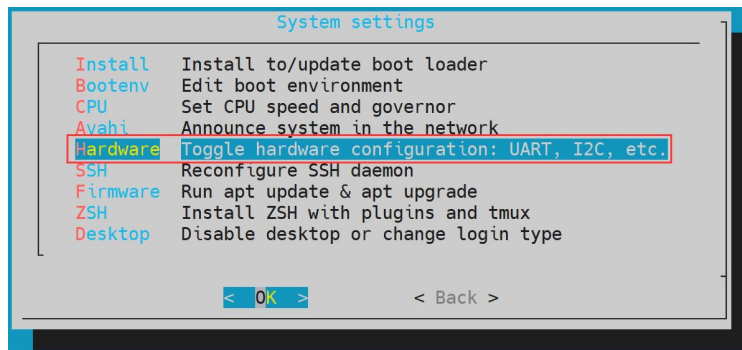 System settings
Install Install to/update boot loader
Bootenv Edit boot environment
CPU Set CPU speed and governor
Avahi Announce system in the network
Hardware Toggle hardware configuration: UART, I2C, etc.
SSH Reconfigure SSH daemon
Firmware Run apt update & apt upgrade
ZSH Install ZSH with plugins and tmux
Desktop Disable desktop or change login type
< OK > < Back >